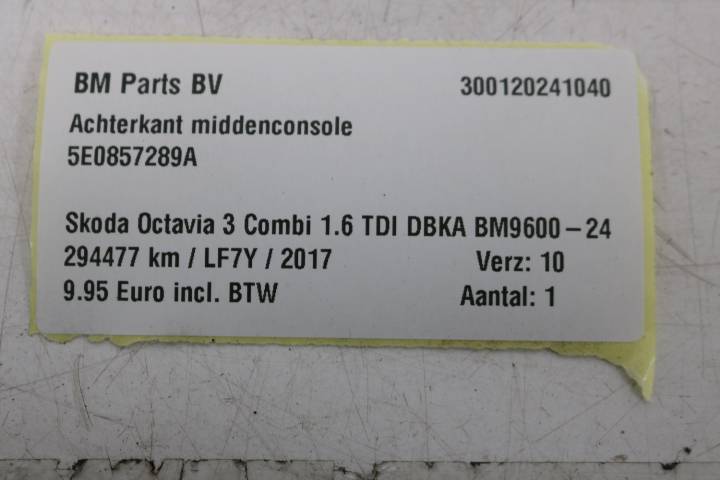 BM Parts BV 300120241040
Achterkant middenconsole
5E0857289A
Skoda Octavia 3 Combi 1.6 TDI DBKA BM9600-24
294477 km / LF7Y / 2017 Verz: 10
9.95 Euro incl. BTW Aantal: 1